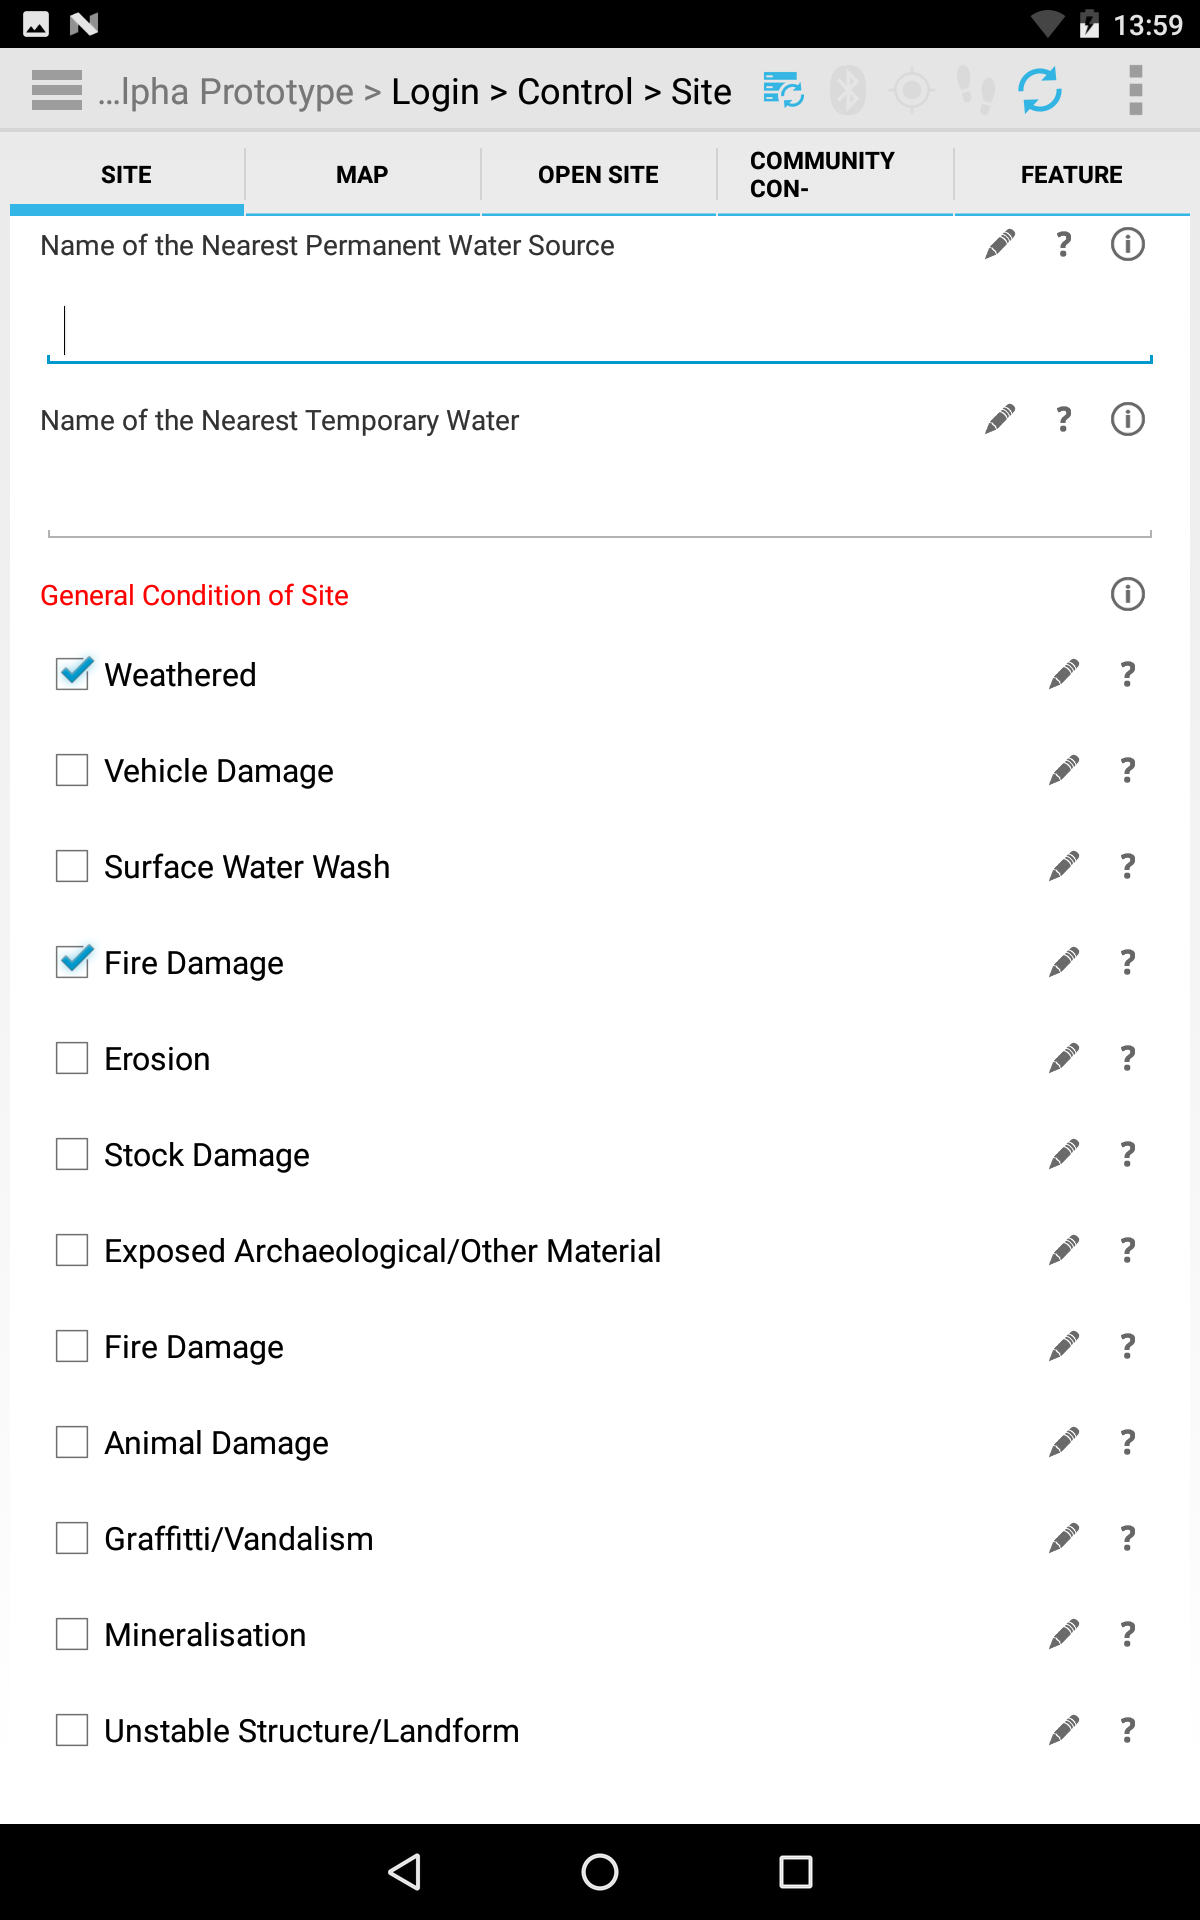 13:59
...lpha Prototype > Login > Control > Site
SITE
MAP
OPEN SITE
COMMUNITY
CON-
FEATURE
Name of the Nearest Permanent Water Source
?
Name of the Nearest Temporary Water
?
General Condition of Site
Weathered
?
Vehicle Damage
?
Surface Water Wash
?
Fire Damage
?
Erosion
?
Stock Damage
?
Exposed Archaeological/Other Material
?
Fire Damage
?
Animal Damage
?
Graffitti/Vandalism
?
Mineralisation
?
Unstable Structure/Landform
?